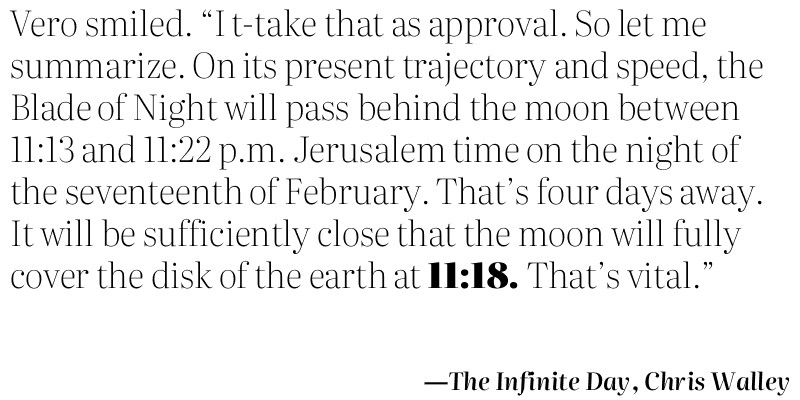 Vero smiled. “I t-take that as approval. So let me
summarize. On its present trajectory and speed, the
Blade of Night will pass behind the moon between
11:13 and 11:22 p.m. Jerusalem time on the night of
the seventeenth of February. That’s four days away.
It will be sufficiently close that the moon will fully
cover the disk of the earth at 11:18. That’s vital.”
—The Infinite Day, Chris Walley